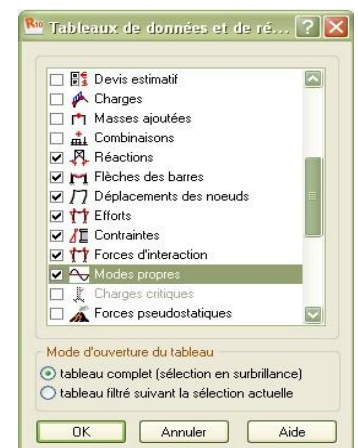 Tableaux de données et de ré...
Devis estimatif
Charges
Masses ajoutées
Combinaisons
Réactions
Flèches des barres
Déplacements des noeuds
Efforts
Contraintes
Forces d'interaction
Modes propres
Charges critiques
Forces pseudostatiques
Mode d'ouverture du tableau
tableau complet (sélection en surbrillance)
tableau filtré suivant la sélection actuelle
OK Annuler Aide